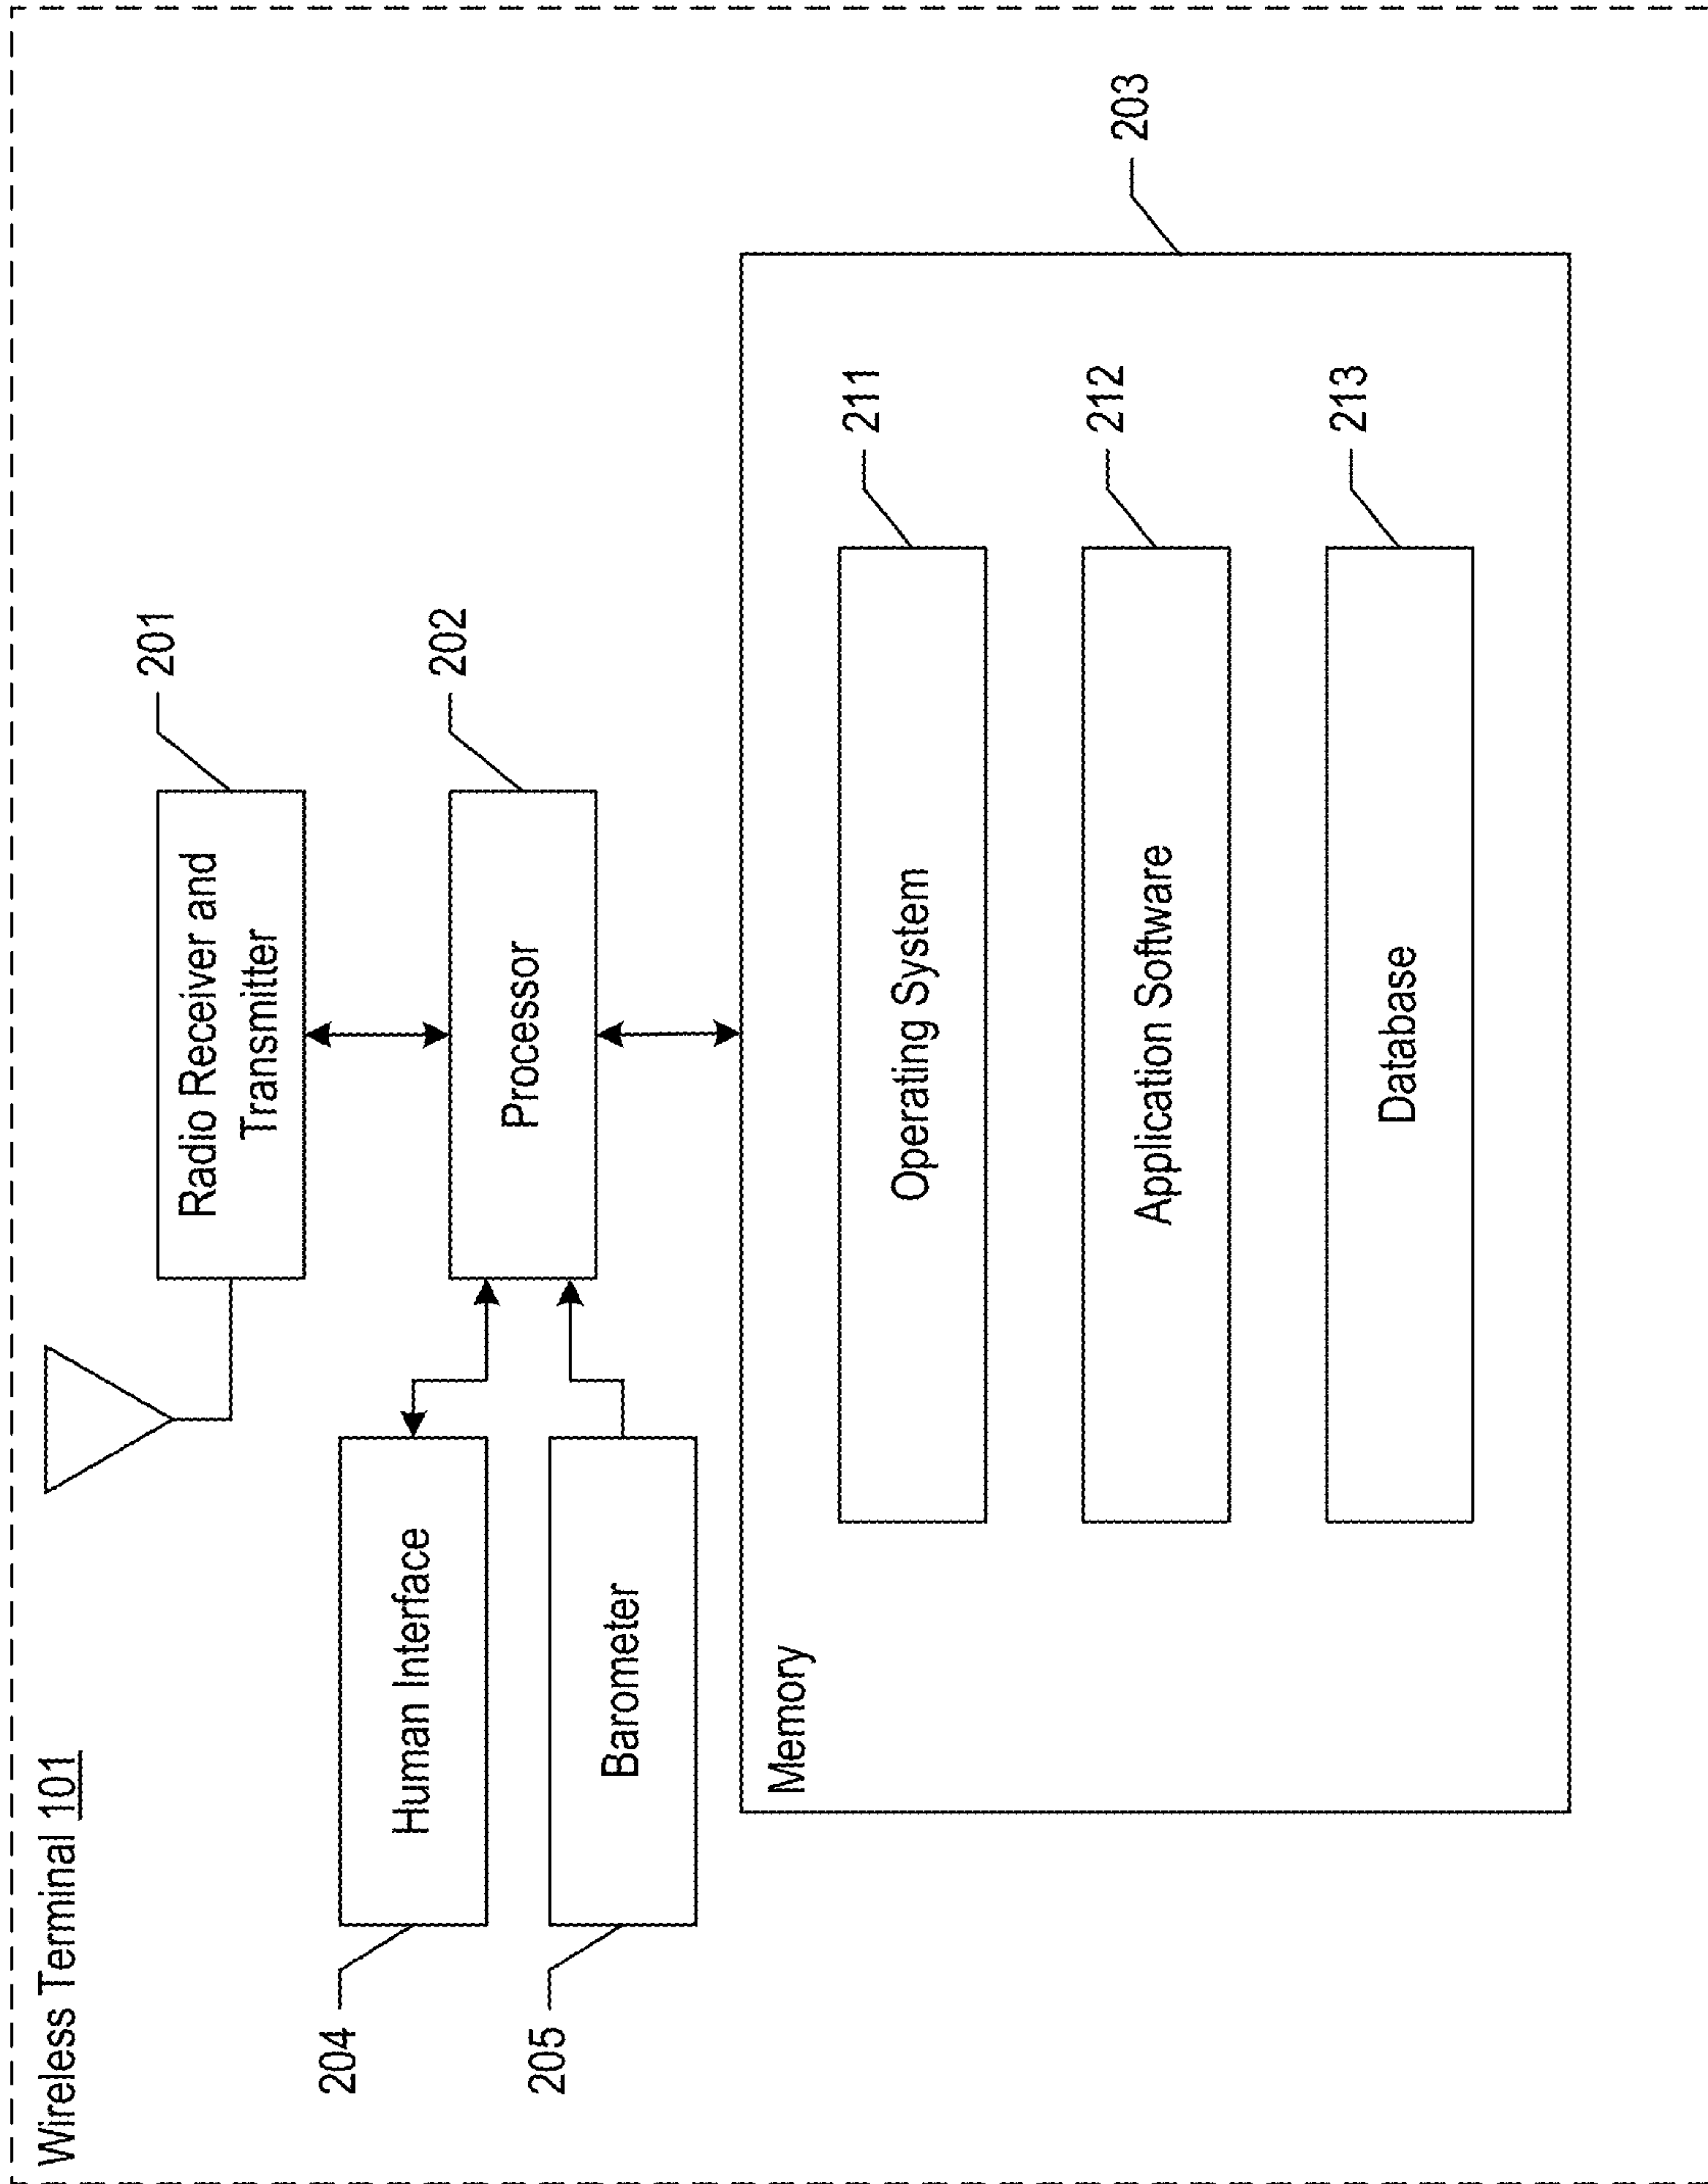 Wireless Terminal 101
201
Radio Receiver and
Transmitter
204
Human Interface
202
Processor
205
Barometer
203
Memory
211
Operating System
212
Application Software
213
Database